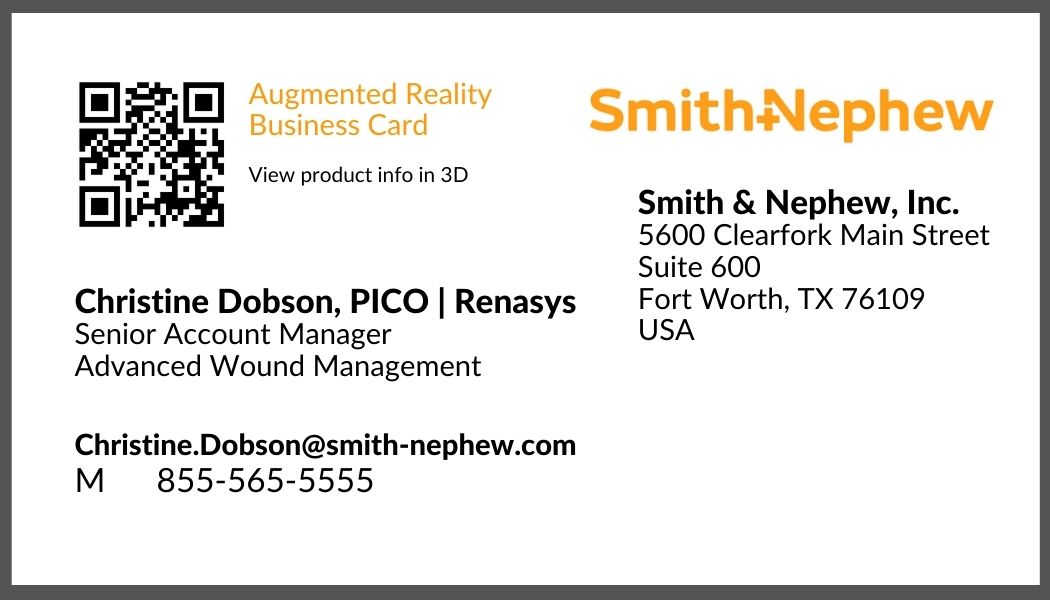 Augmented Reality
Business Card
View product info in 3D
Smith+Nephew
Smith & Nephew, Inc.
5600 Clearfork Main Street
Suite 600
Fort Worth, TX 76109
USA
Christine Dobson, PICO | Renasys
Senior Account Manager
Advanced Wound Management
Christine.Dobson@smith-nephew.com
M 855-565-5555